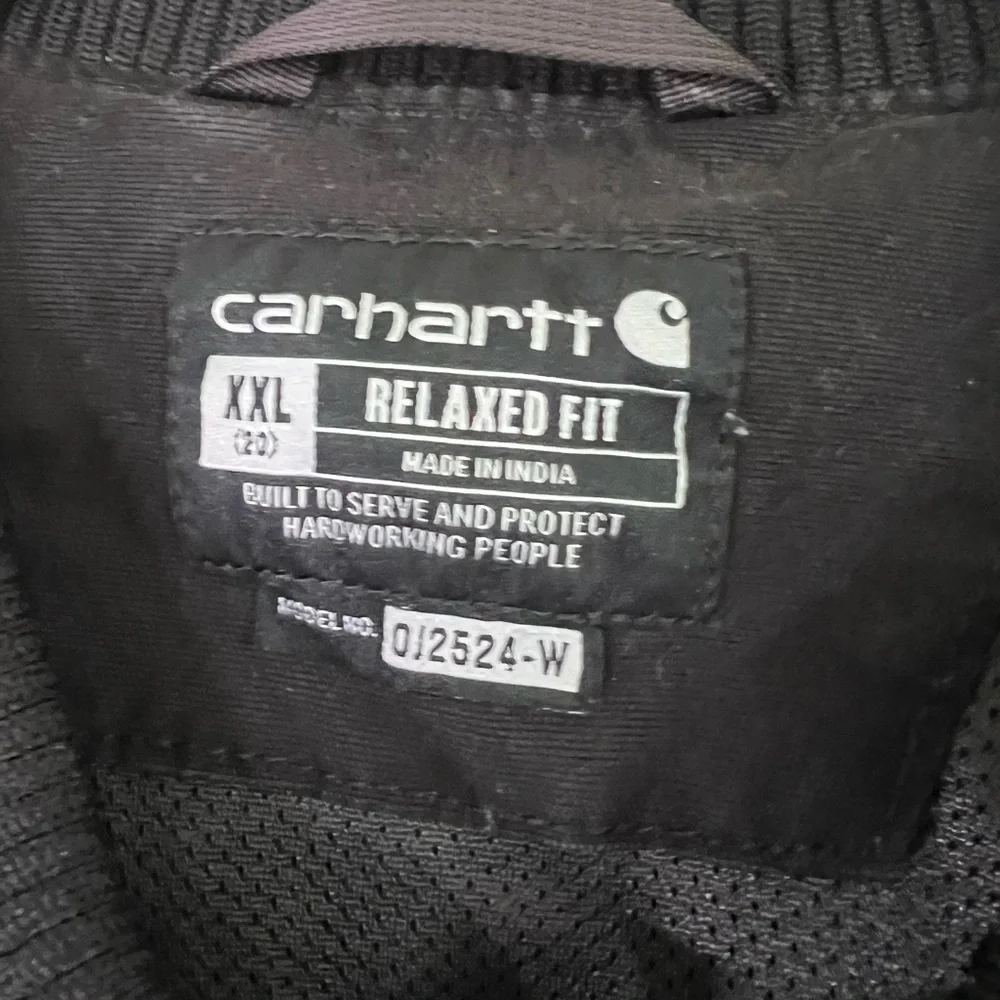 carhartt
XXL
(20)
RELAXED FIT
MADE IN INDIA
BUILT TO SERVE AND PROTECT
HARDWORKING PEOPLE
MODEL NO.
OJ2524-W